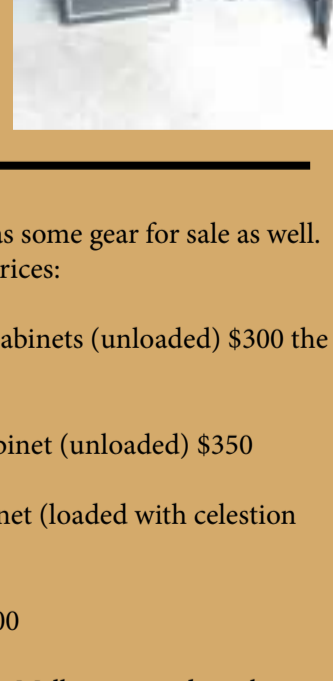 as some gear for sale as well.
rices:
abinets (unloaded) $300 the
binet (unloaded) $350
net (loaded with celestion
00